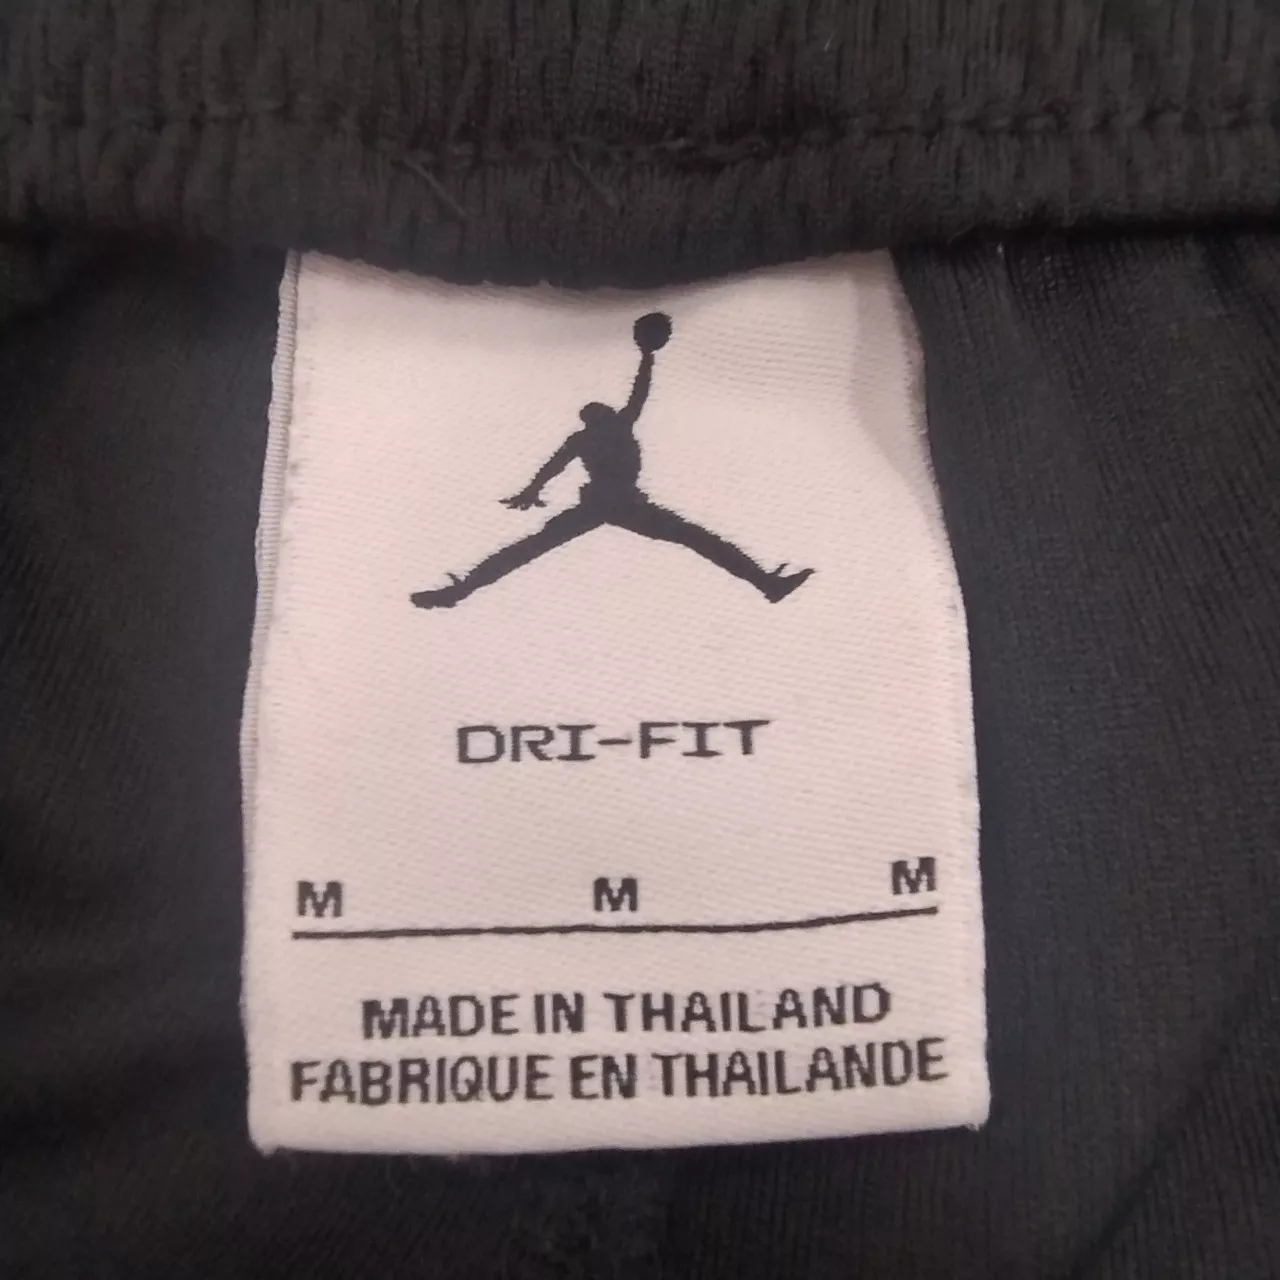 DRI-FIT
M M M
MADE IN THAILAND
FABRIQUE EN THAILANDE